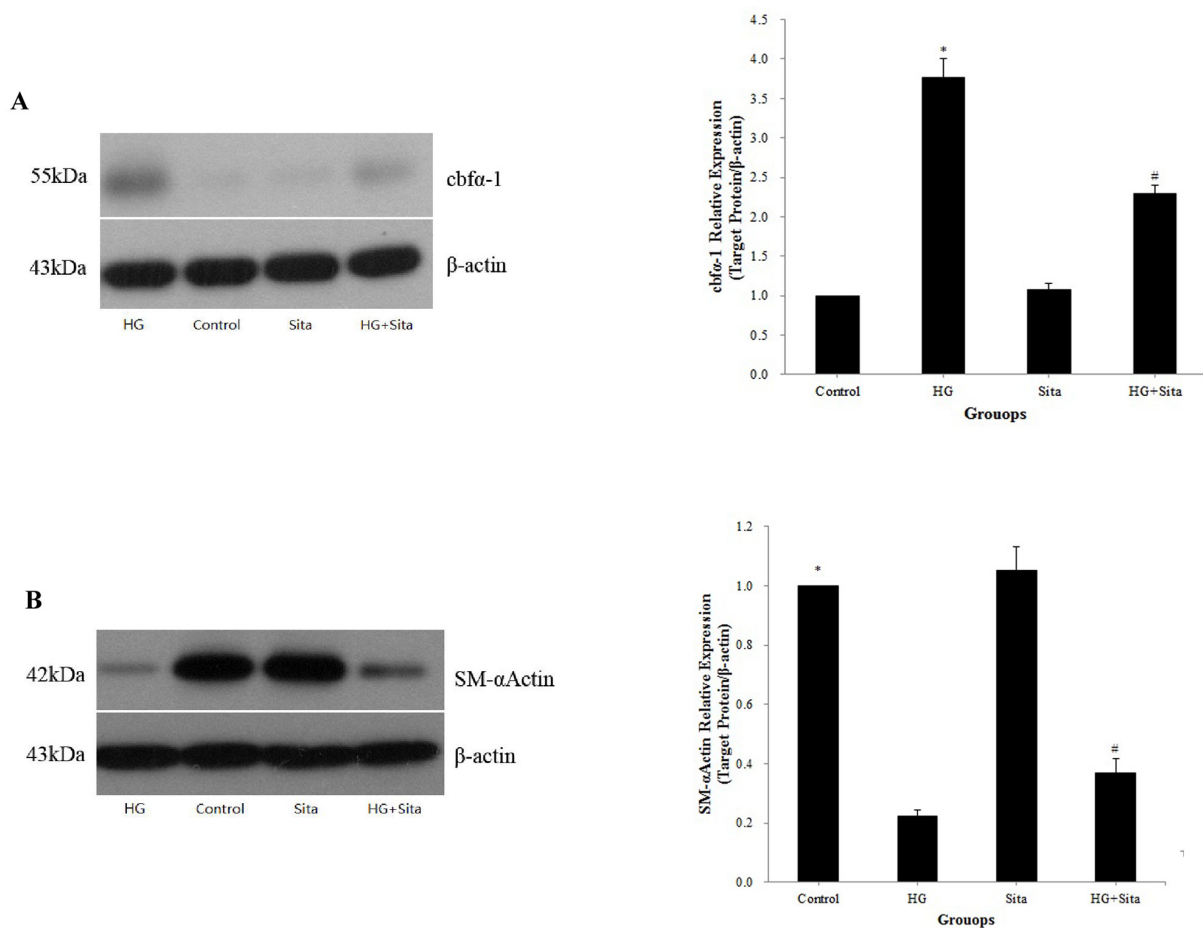 A
55kDa
cbfα-1
43kDa
β-actin
HG Control Sita HG+Sita
cbfα-1 Relative Expression
(Target Protein/β-actin)
4.5
4.0
3.5
3.0
2.5
2.0
1.5
1.0
0.5
0.0
*
#
Control HG Sita HG+Sita
Grouops
B
42kDa
SM-αActin
43kDa
β-actin
HG Control Sita HG+Sita
SM-αActin Relative Expression
(Target Protein/β-actin)
1.2
1.0
0.8
0.6
0.4
0.2
0.0
*
#
Control HG Sita HG+Sita
Grouops